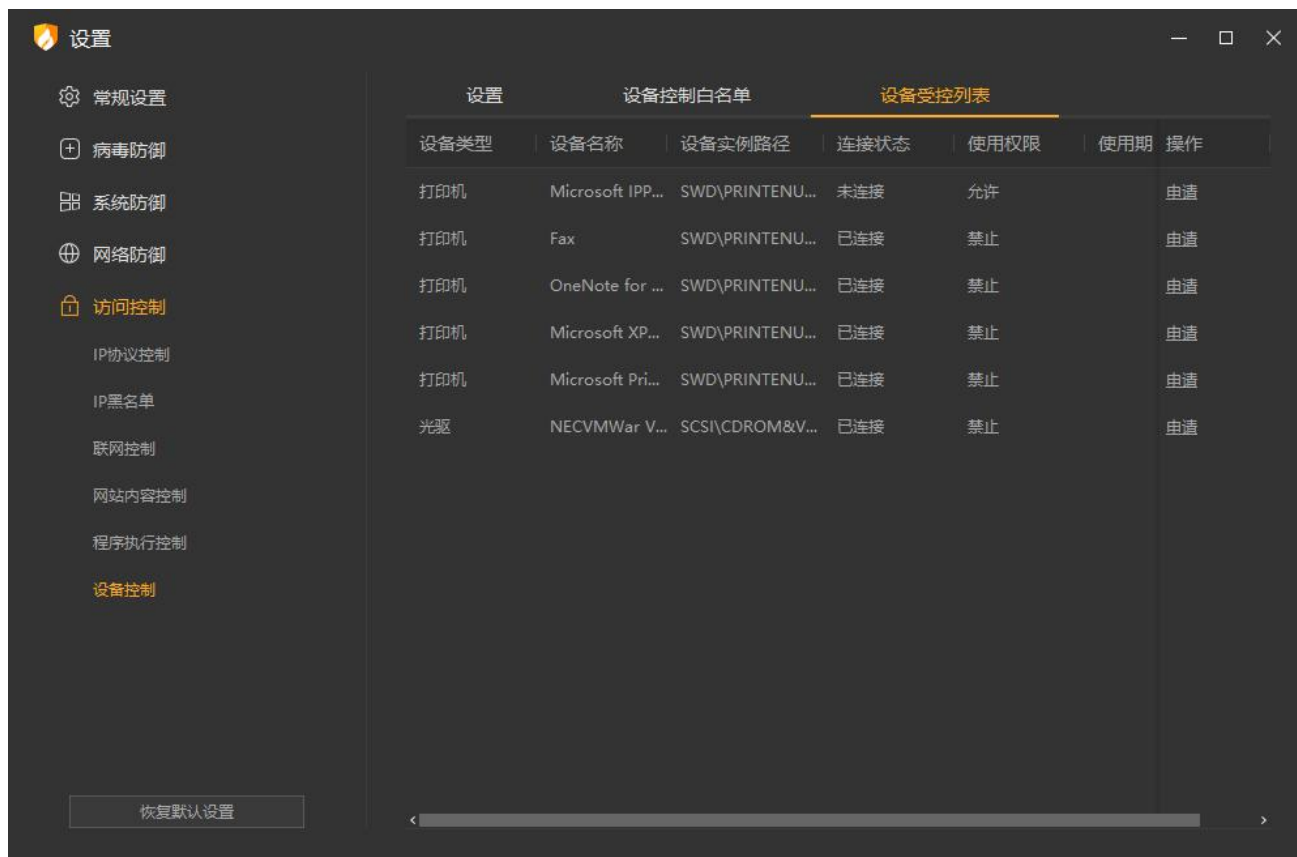 设置
常规设置
病毒防御
系统防御
网络防御
访问控制
IP协议控制
IP黑名单
联网控制
网站内容控制
程序执行控制
设备控制
恢复默认设置
设置 设备控制白名单 设备受控列表
设备类型 设备名称 设备实例路径 连接状态 使用权限 使用期 操作
打印机 Microsoft IPP... SWD\PRINTENU... 未连接 允许 申请
打印机 Fax SWD\PRINTENU... 已连接 禁止 申请
打印机 OneNote for ... SWD\PRINTENU... 已连接 禁止 申请
打印机 Microsoft XP... SWD\PRINTENU... 已连接 禁止 申请
打印机 Microsoft Pri... SWD\PRINTENU... 已连接 禁止 申请
光驱 NECVMWar V... SCSI\CDROM&V... 已连接 禁止 申请